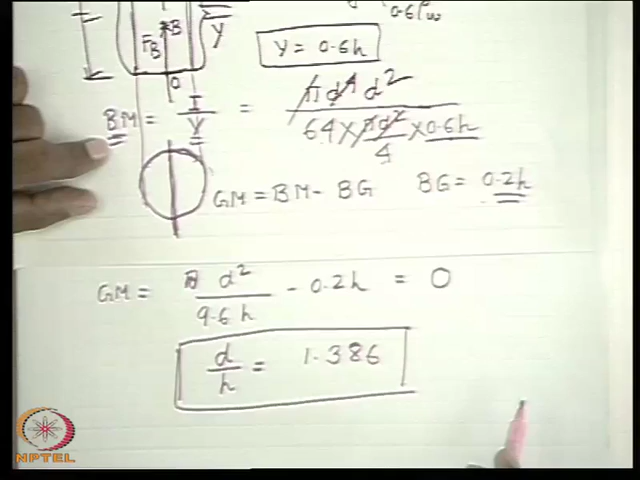 0.6ρw
B
FB
Y
y = 0.6h
O
BM = I/V = πd⁴ d² / 64 × πd²/4 × 0.6h
GM = BM - BG BG = 0.2h
GM = d²/9.6h - 0.2h = 0
d/h = 1.386
NPTEL